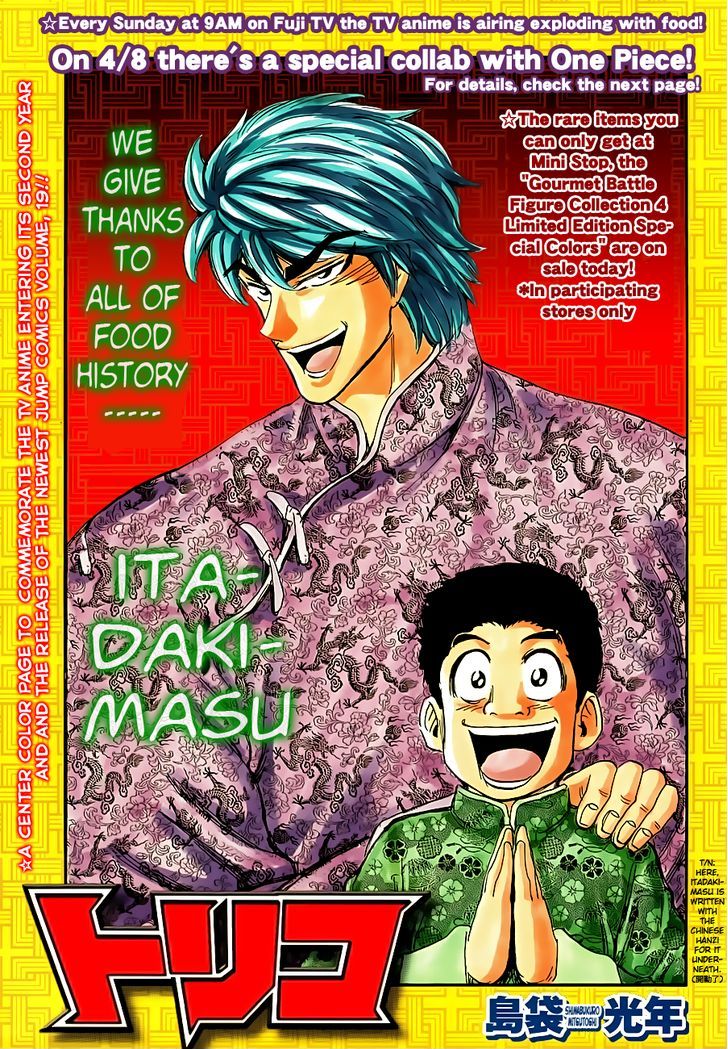 ☆Every Sunday at 9AM on Fuji TV the TV anime is airing exploding with food!
On 4/8 there's a special collab with One Piece!
For details, check the next page!
☆A CENTER COLOR PAGE TO COMMEMORATE THE TV ANIME ENTERING ITS SECOND YEAR
AND AND THE RELEASE OF THE NEWEST JUMP COMICS VOLUME, 19!!
WE
GIVE
THANKS
TO
ALL OF
FOOD
HISTORY
-----
☆The rare items you
can only get at
Mini Stop, the
"Gourmet Battle
Figure Collection 4
Limited Edition Spe-
cial Colors" are on
sale today!
*In participating
stores only
ITA-
DAKI-
MASU
T/N:
HERE,
ITADAKI-
MASU IS
WRITTEN
WITH
THE
CHINESE
HANZI
FOR IT
UNDER-
NEATH.
(開動了)
トリコ
島袋光年
SHIMABUKURO
MITSUTOSHI